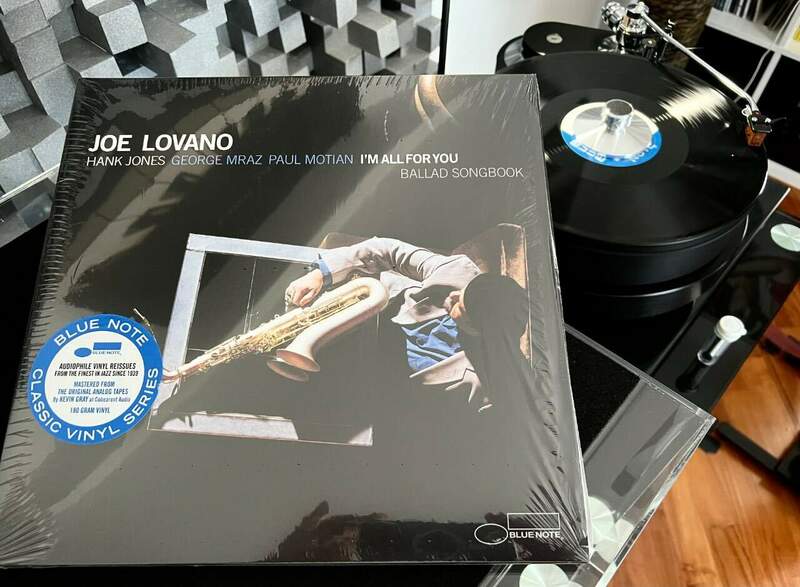 JOE LOVANO
HANK JONES GEORGE MRAZ PAUL MOTIAN I'M ALL FOR YOU
BALLAD SONGBOOK
BLUE NOTE
BLUE NOTE
AUDIOPHILE VINYL REISSUES
FROM THE FINEST IN JAZZ SINCE 1939
MASTERED FROM
THE ORIGINAL ANALOG TAPES
By KEVIN GRAY at Cohearent Audio
180 GRAM VINYL
CLASSIC VINYL SERIES
BLUE NOTE